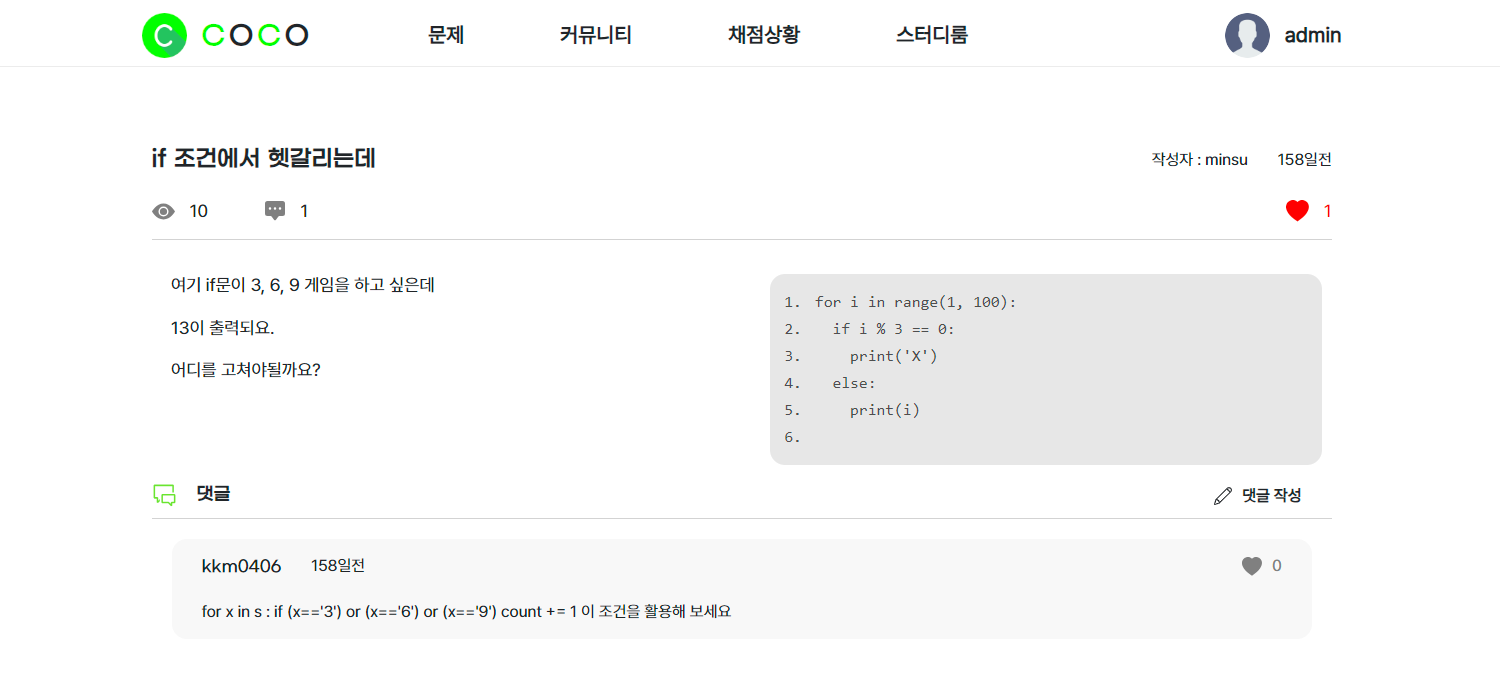 C COCO 문제 커뮤니티 채점상황 스터디룸 admin
if 조건에서 헷갈리는데 작성자 : minsu 158일전
10 1 1
여기 if문이 3, 6, 9 게임을 하고 싶은데
13이 출력되요.
어디를 고쳐야될까요?
1. for i in range(1, 100):
2. if i % 3 == 0:
3. print('X')
4. else:
5. print(i)
6.
댓글 댓글 작성
kkm0406 158일전 0
for x in s : if (x=='3') or (x=='6') or (x=='9') count += 1 이 조건을 활용해 보세요